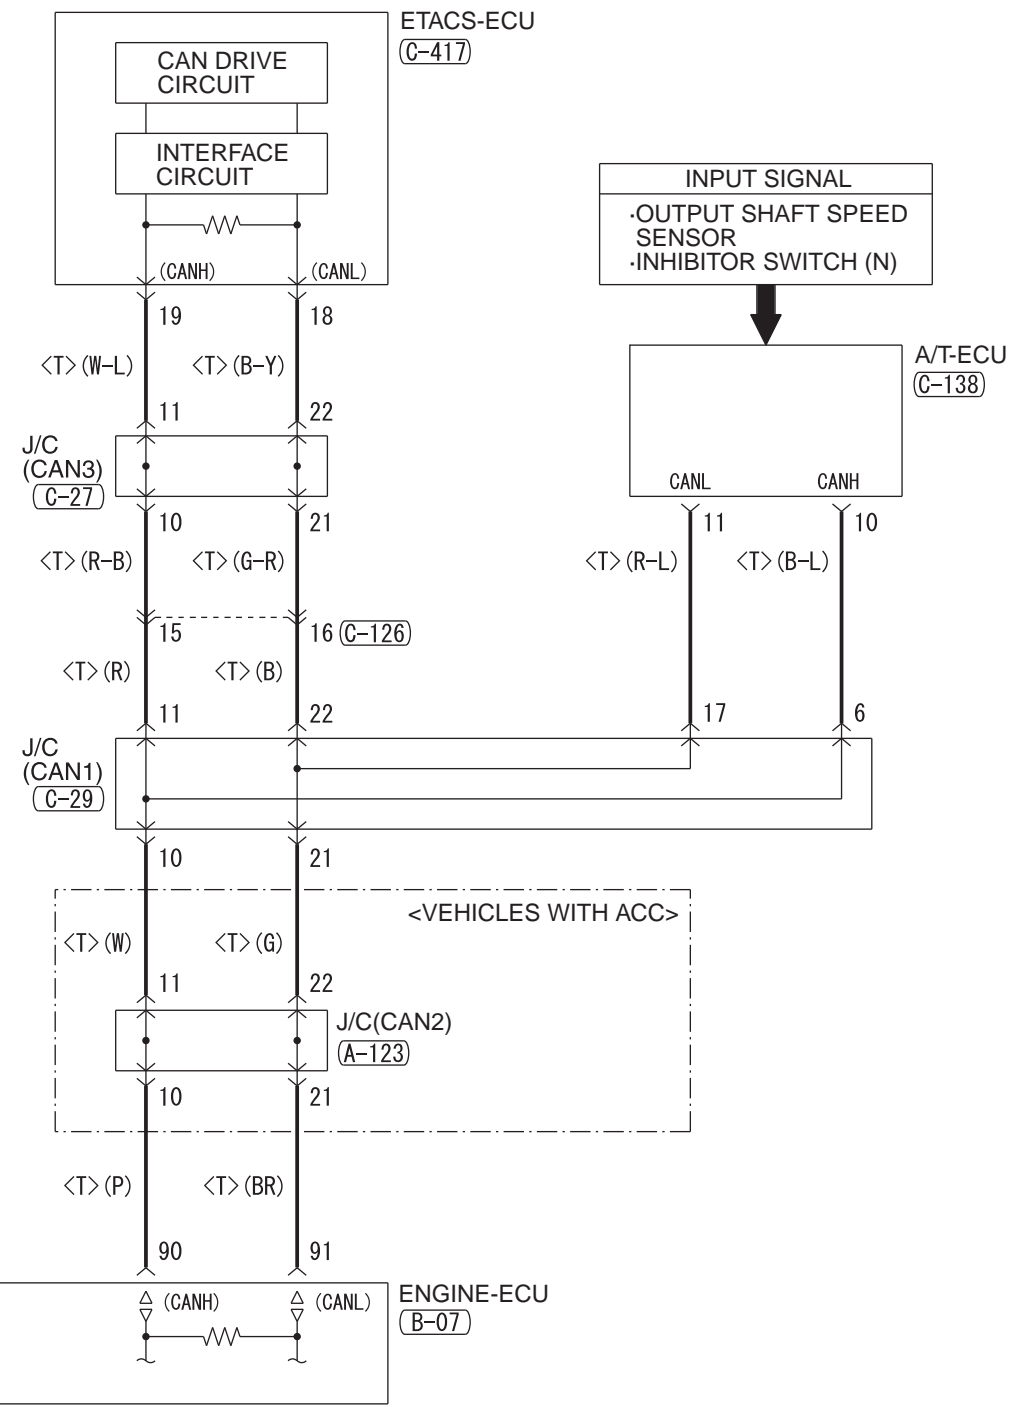 ETACS-ECU
C-417
CAN DRIVE
CIRCUIT
INTERFACE
CIRCUIT
(CANH)
(CANL)
19
18
<T>(W-L)
<T>(B-Y)
11
22
J/C
(CAN3)
C-27
10
21
<T>(R-B)
<T>(G-R)
15
16
C-126
<T>(R)
<T>(B)
11
22
INPUT SIGNAL
·OUTPUT SHAFT SPEED
SENSOR
·INHIBITOR SWITCH (N)
A/T-ECU
C-138
CANL
CANH
11
10
<T>(R-L)
<T>(B-L)
17
6
J/C
(CAN1)
C-29
10
21
<VEHICLES WITH ACC>
<T>(W)
<T>(G)
11
22
J/C(CAN2)
A-123
10
21
<T>(P)
<T>(BR)
90
91
ENGINE-ECU
B-07
(CANH)
(CANL)